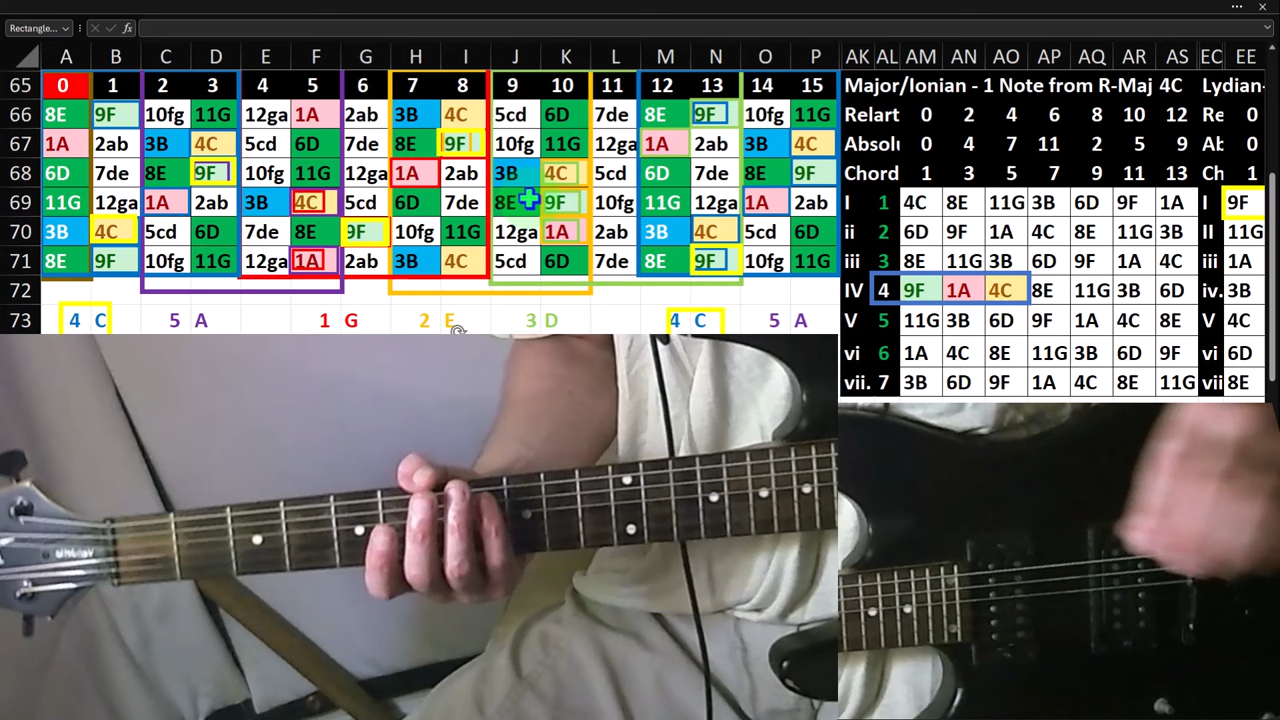 Rectangle...
fx
A B C D E F G H I J K L M N O P AK AL AM AN AO AP AQ AR AS EC EE
65 0 1 2 3 4 5 6 7 8 9 10 11 12 13 14 15 Major/Ionian - 1 Note from R-Maj 4C Lydian-
66 8E 9F 10fg 11G 12ga 1A 2ab 3B 4C 5cd 6D 7de 8E 9F 10fg 11G Relart 0 2 4 6 8 10 12 Re 0
67 1A 2ab 3B 4C 5cd 6D 7de 8E 9F 10fg 11G 12ga 1A 2ab 3B 4C Absolu 0 4 7 11 2 5 9 Ab 0
68 6D 7de 8E 9F 10fg 11G 12ga 1A 2ab 3B 4C 5cd 6D 7de 8E 9F Chord 1 3 5 7 9 11 13 Ch 1
69 11G 12ga 1A 2ab 3B 4C 5cd 6D 7de 8E 9F 10fg 11G 12ga 1A 2ab I 1 4C 8E 11G 3B 6D 9F 1A I 9F
70 3B 4C 5cd 6D 7de 8E 9F 10fg 11G 12ga 1A 2ab 3B 4C 5cd 6D ii 2 6D 9F 1A 4C 8E 11G 3B II 11G
71 8E 9F 10fg 11G 12ga 1A 2ab 3B 4C 5cd 6D 7de 8E 9F 10fg 11G iii 3 8E 11G 3B 6D 9F 1A 4C iii 1A
72 IV 4 9F 1A 4C 8E 11G 3B 6D iv. 3B
73 4 C 5 A 1 G 2 E 3 D 4 C 5 A V 5 11G 3B 6D 9F 1A 4C 8E V 4C
vi 6 1A 4C 8E 11G 3B 6D 9F vi 6D
vii. 7 3B 6D 9F 1A 4C 8E 11G vii 8E